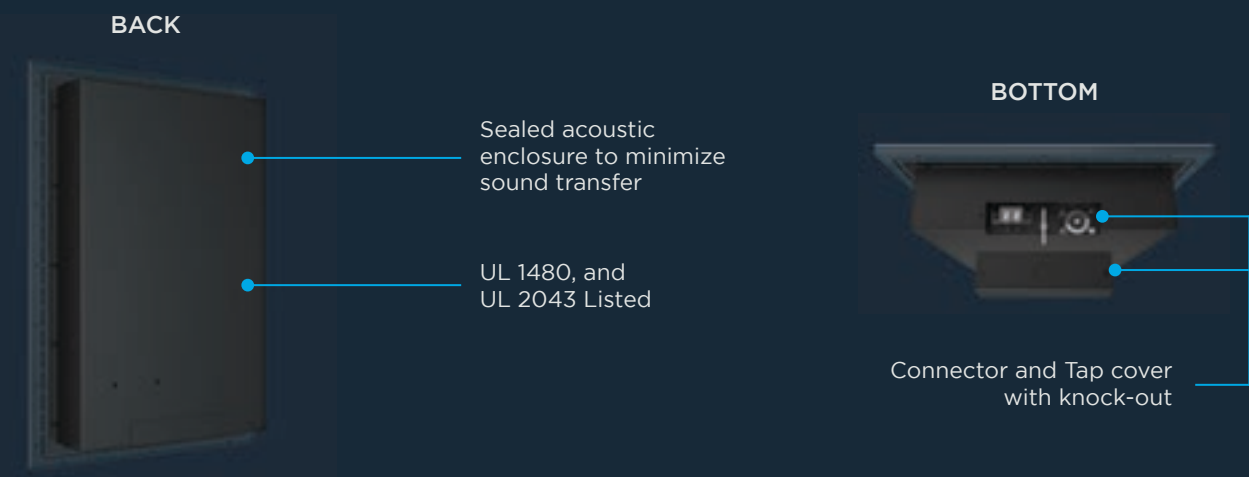 BACK
Sealed acoustic
enclosure to minimize
sound transfer
UL 1480, and
UL 2043 Listed
BOTTOM
Connector and Tap cover
with knock-out